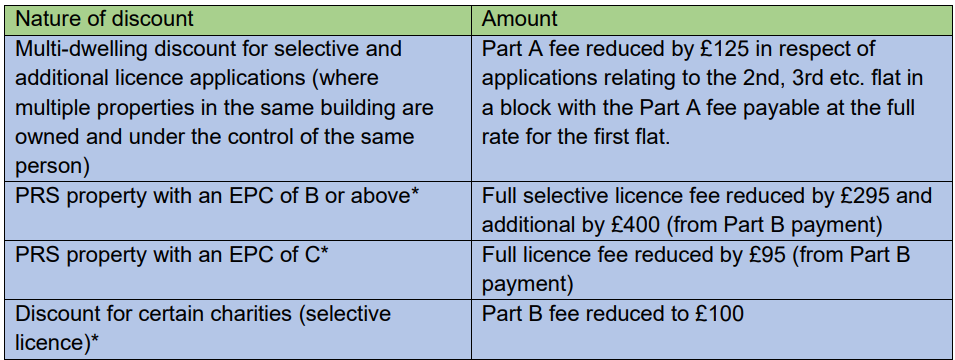 Nature of discount
Amount
Multi-dwelling discount for selective and
additional licence applications (where
multiple properties in the same building are
owned and under the control of the same
person)
Part A fee reduced by £125 in respect of
applications relating to the 2nd, 3rd etc. flat in
a block with the Part A fee payable at the full
rate for the first flat.
PRS property with an EPC of B or above*
Full selective licence fee reduced by £295 and
additional by £400 (from Part B payment)
PRS property with an EPC of C*
Full licence fee reduced by £95 (from Part B
payment)
Discount for certain charities (selective
licence)*
Part B fee reduced to £100